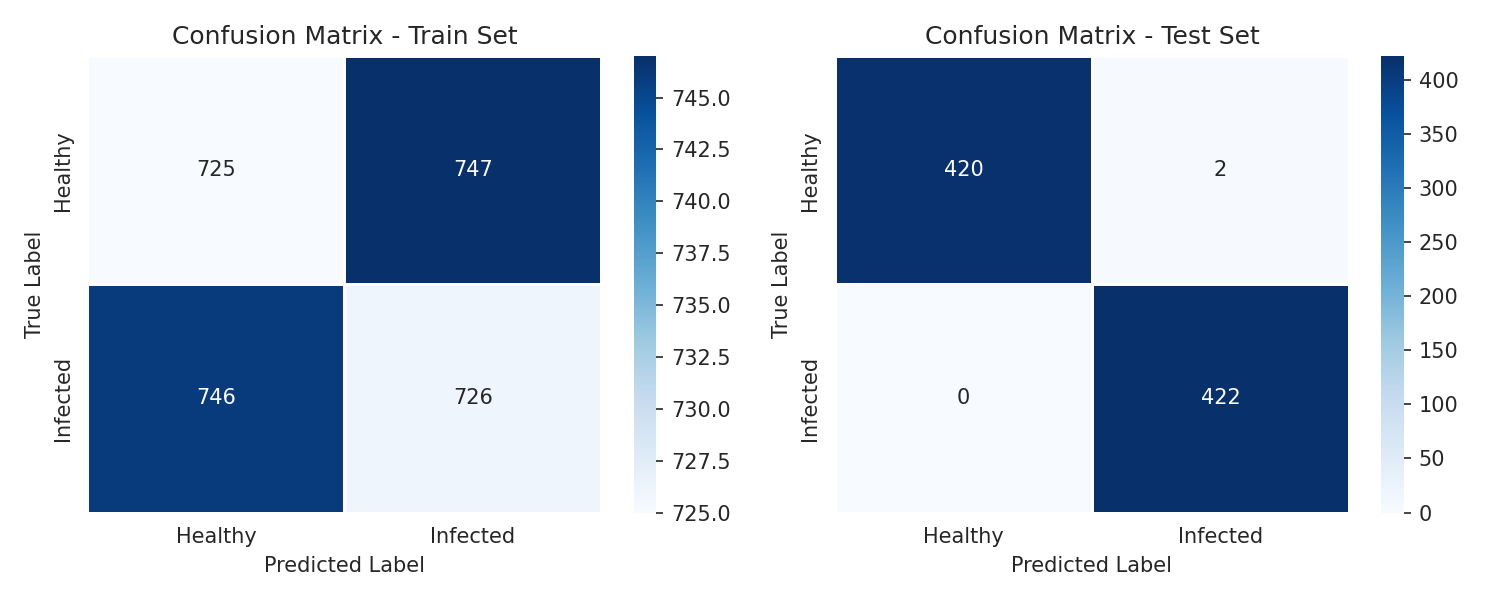 Confusion Matrix - Train Set
Healthy
Infected
True Label
725
747
746
726
Healthy
Infected
Predicted Label
745.0
742.5
740.0
737.5
735.0
732.5
730.0
727.5
725.0
Confusion Matrix - Test Set
Healthy
Infected
True Label
420
2
0
422
Healthy
Infected
Predicted Label
400
350
300
250
200
150
100
50
0